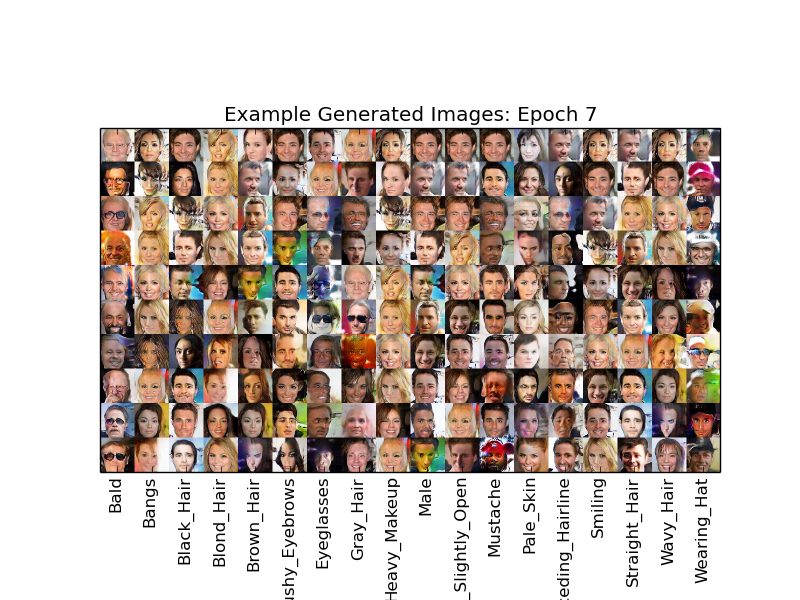 Example Generated Images: Epoch 7
Bald
Bangs
Black_Hair
Blond_Hair
Brown_Hair
ushy_Eyebrows
Eyeglasses
Gray_Hair
Heavy_Makeup
Male
_Slightly_Open
Mustache
Pale_Skin
eding_Hairline
Smiling
Straight_Hair
Wavy_Hair
Wearing_Hat